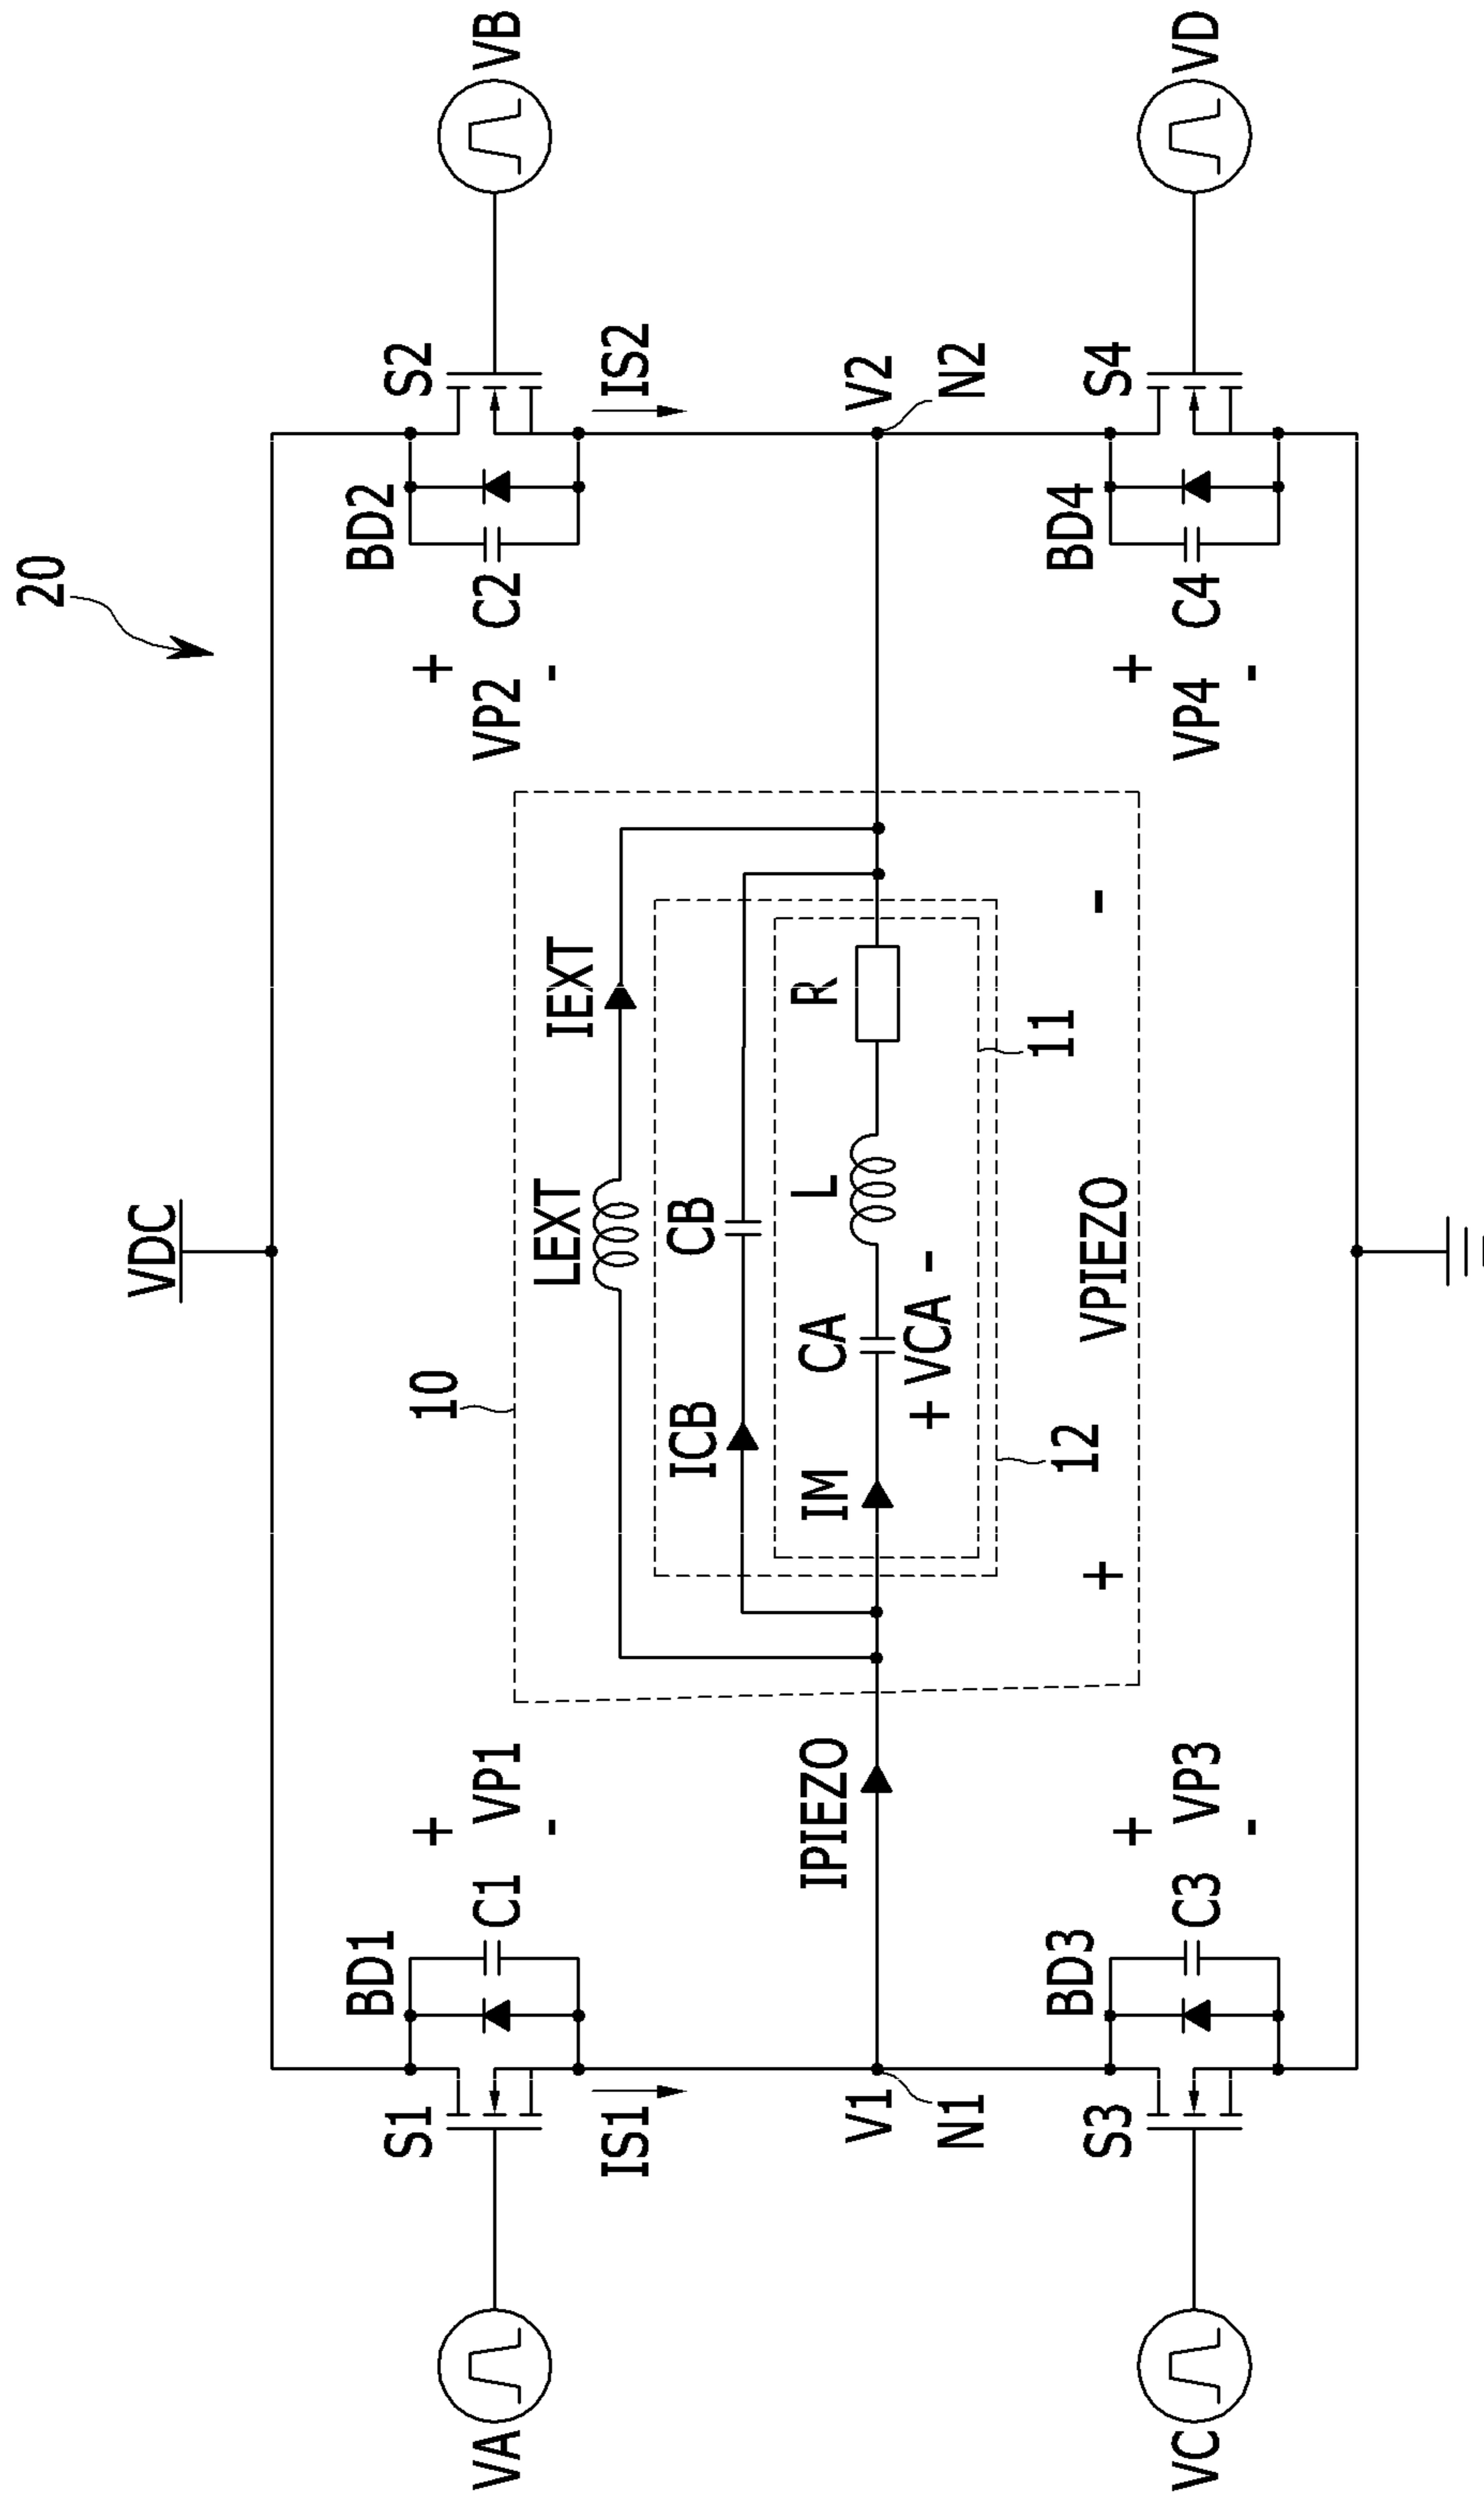 20
VDC
VA
S1
BD1
C1
+
VP1
-
IS1
VB
S2
BD2
C2
+
VP2
-
IS2
10
LEXT
IEXT
ICB
CB
IM
CA
L
R
+ VCA -
IPIEZO
V1
N1
V2
N2
12
11
+ VPIEZO -
VC
S3
BD3
C3
+
VP3
-
VD
S4
BD4
C4
+
VP4
-